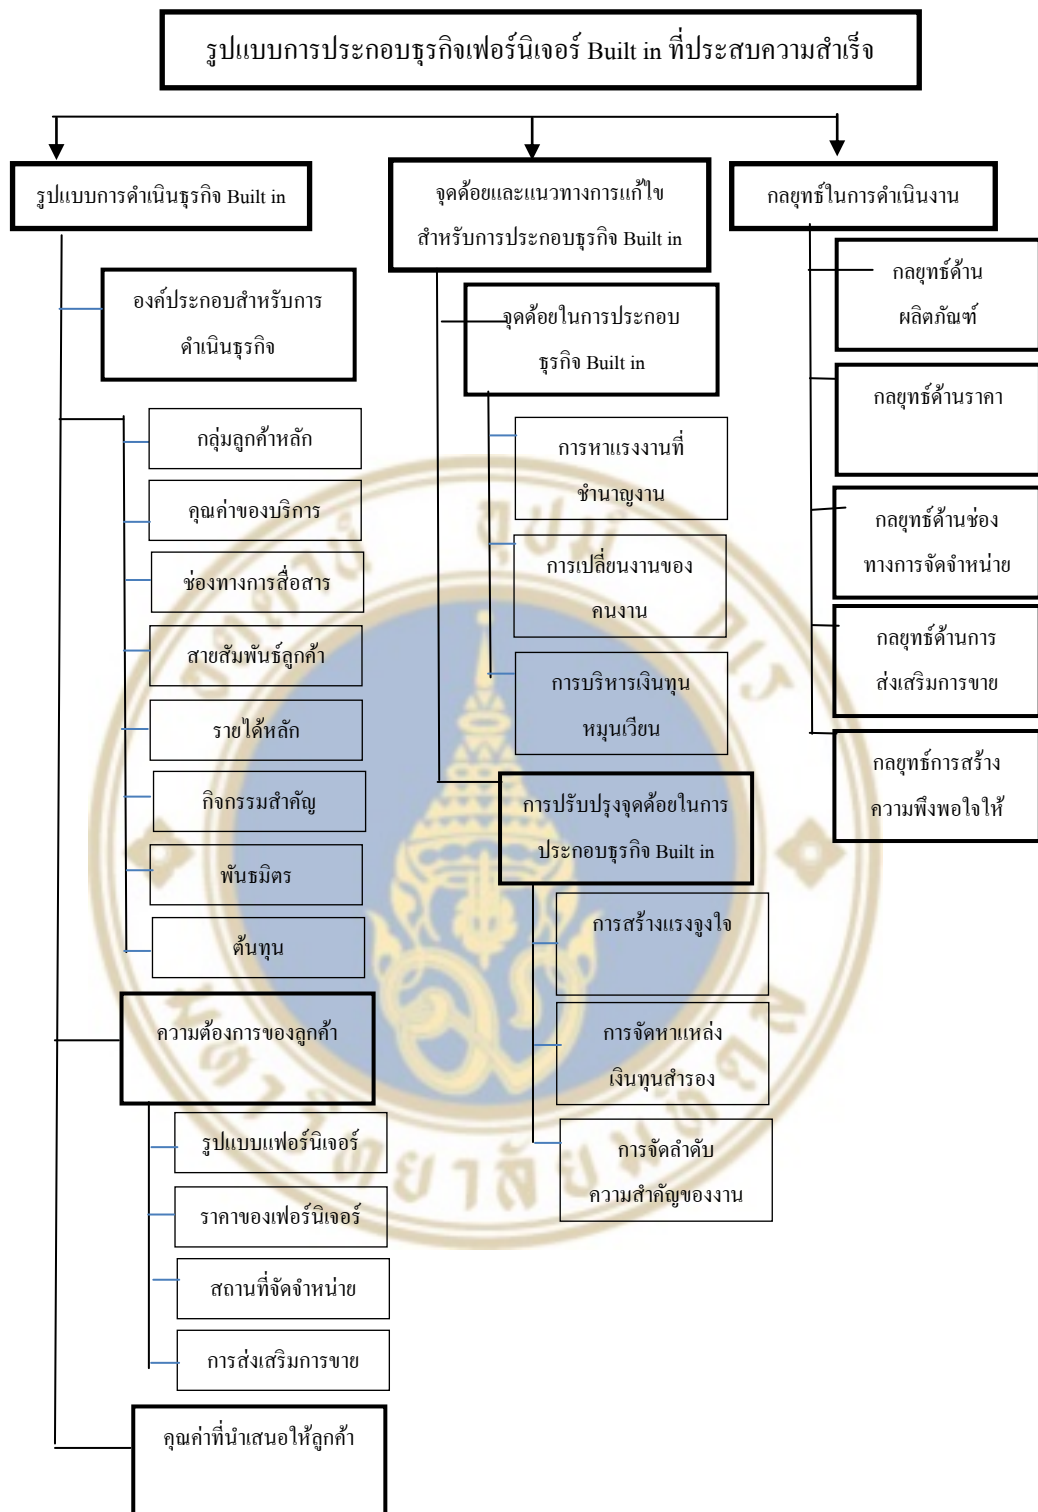 รูปแบบการประกอบธุรกิจเฟอร์นิเจอร์ Built in ที่ประสบความสำเร็จ
รูปแบบการดำเนินธุรกิจ Built in
องค์ประกอบสำหรับการ
ดำเนินธุรกิจ
กลุ่มลูกค้าหลัก
คุณค่าของบริการ
ช่องทางการสื่อสาร
สายสัมพันธ์ลูกค้า
รายได้หลัก
กิจกรรมสำคัญ
พันธมิตร
ต้นทุน
ความต้องการของลูกค้า
รูปแบบแฟอร์นิเจอร์
ราคาของเฟอร์นิเจอร์
สถานที่จัดจำหน่าย
การส่งเสริมการขาย
คุณค่าที่นำเสนอให้ลูกค้า
จุดด้อยและแนวทางการแก้ไข
สำหรับการประกอบธุรกิจ Built in
จุดด้อยในการประกอบ
ธุรกิจ Built in
การหาแรงงานที่
ชำนาญงาน
การเปลี่ยนงานของ
คนงาน
การบริหารเงินทุน
หมุนเวียน
การปรับปรุงจุดด้อยในการ
ประกอบธุรกิจ Built in
การสร้างแรงจูงใจ
การจัดหาแหล่ง
เงินทุนสำรอง
การจัดลำดับ
ความสำคัญของงาน
กลยุทธ์ในการดำเนินงาน
กลยุทธ์ด้าน
ผลิตภัณฑ์
กลยุทธ์ด้านราคา
กลยุทธ์ด้านช่อง
ทางการจัดจำหน่าย
กลยุทธ์ด้านการ
ส่งเสริมการขาย
กลยุทธ์การสร้าง
ความพึงพอใจให้
มหาวิทยาลัยมหิดล